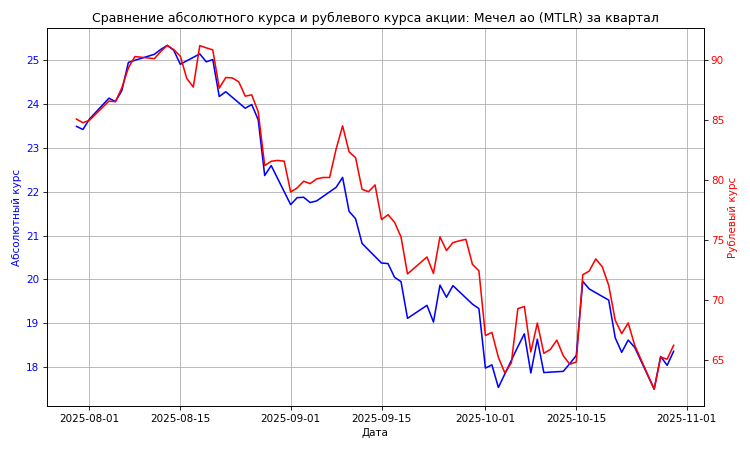 Сравнение абсолютного курса и рублевого курса акции: Мечел ао (MTLR) за квартал
Абсолютный курс
25
24
23
22
21
20
19
18
90
85
80
75
70
65
Рублевый курс
2025-08-01 2025-08-15 2025-09-01 2025-09-15 2025-10-01 2025-10-15 2025-11-01
Дата